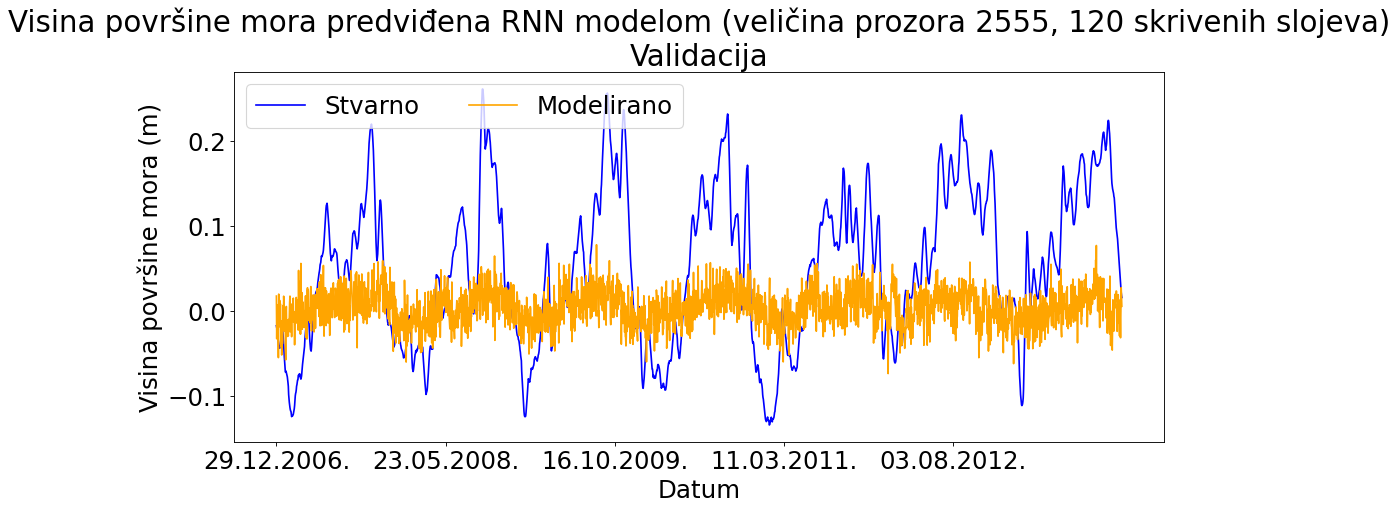 Visina površine mora predviđena RNN modelom (veličina prozora 2555, 120 skrivenih slojeva)
Validacija
Stvarno Modelirano
Visina površine mora (m)
0.2
0.1
0.0
−0.1
29.12.2006. 23.05.2008. 16.10.2009. 11.03.2011. 03.08.2012.
Datum